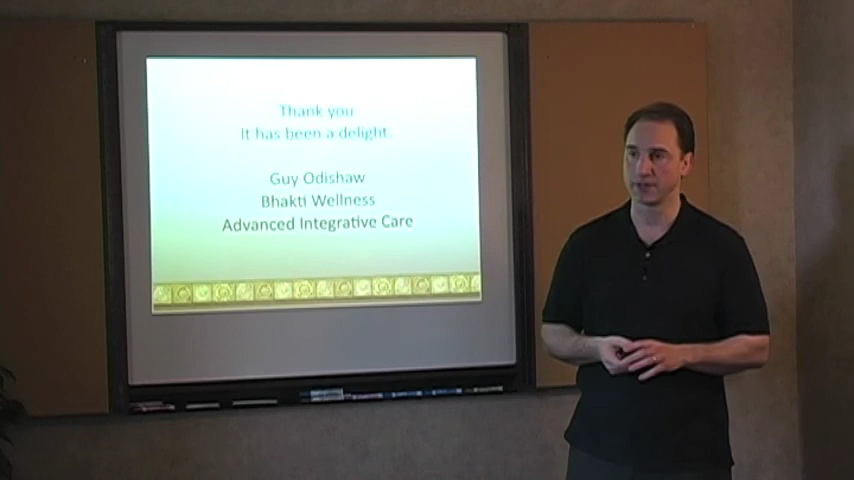 Thank you
It has been a delight.
Guy Odishaw
Bhakti Wellness
Advanced Integrative Care